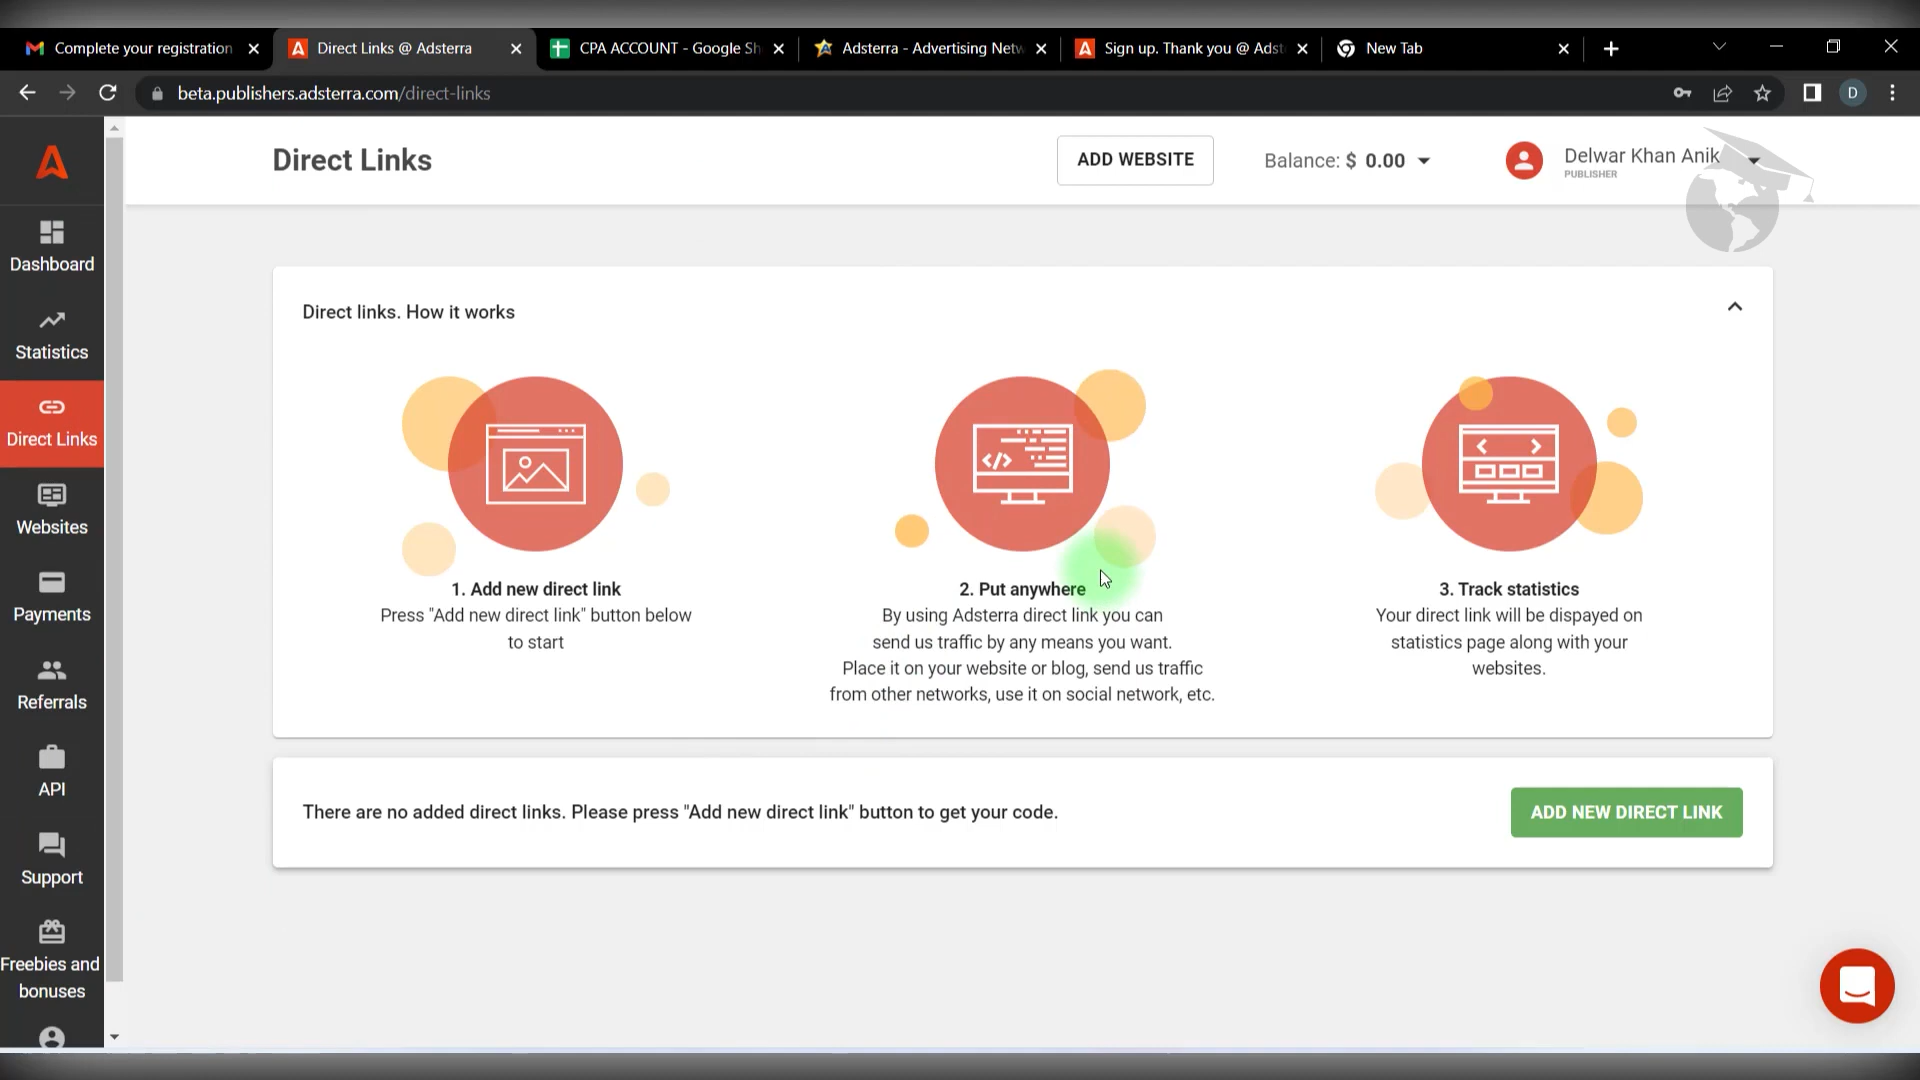 Complete your registration
Direct Links @ Adsterra
CPA ACCOUNT - Google Sh
Adsterra - Advertising Netw
Sign up. Thank you @ Adst
New Tab
beta.publishers.adsterra.com/direct-links
D
Direct Links
ADD WEBSITE
Balance: $ 0.00
Delwar Khan Anik
PUBLISHER
Dashboard
Statistics
Direct Links
Websites
Payments
Referrals
API
Support
Freebies and
bonuses
Direct links. How it works
1. Add new direct link
Press "Add new direct link" button below
to start
2. Put anywhere
By using Adsterra direct link you can
send us traffic by any means you want.
Place it on your website or blog, send us traffic
from other networks, use it on social network, etc.
3. Track statistics
Your direct link will be dispayed on
statistics page along with your
websites.
There are no added direct links. Please press "Add new direct link" button to get your code.
ADD NEW DIRECT LINK